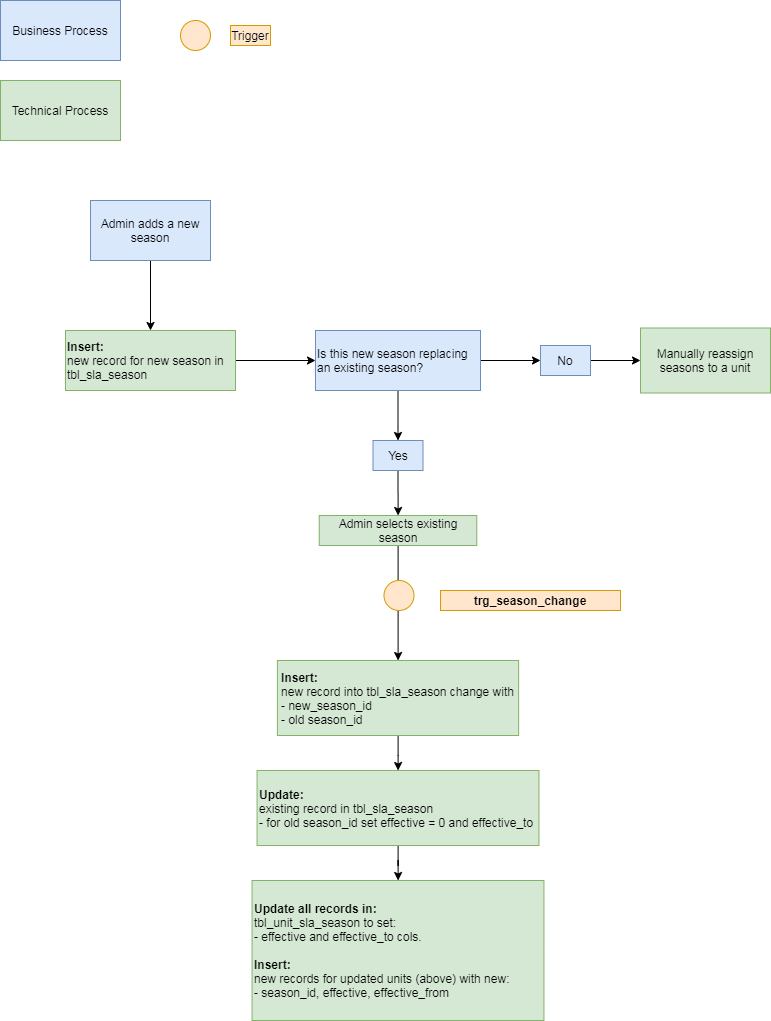 Business Process
Trigger
Technical Process
Admin adds a new
season
Insert:
new record for new season in
tbl_sla_season
Is this new season replacing
an existing season?
No
Manually reassign
seasons to a unit
Yes
Admin selects existing
season
trg_season_change
Insert:
new record into tbl_sla_season change with
- new_season_id
- old season_id
Update:
existing record in tbl_sla_season
- for old season_id set effective = 0 and effective_to
Update all records in:
tbl_unit_sla_season to set:
- effective and effective_to cols.
Insert:
new records for updated units (above) with new:
- season_id, effective, effective_from